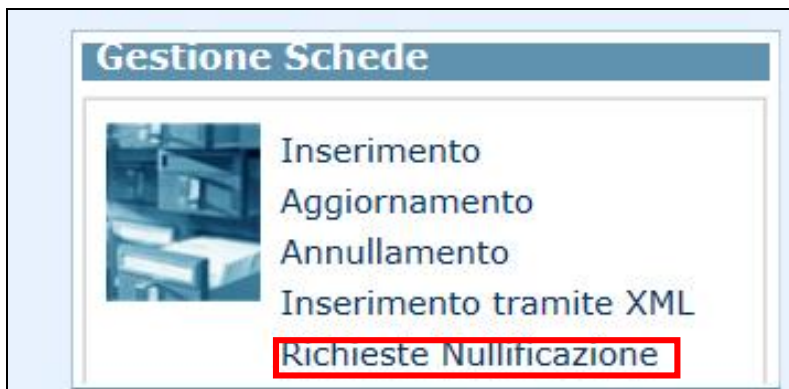 Gestione Schede
Inserimento
Aggiornamento
Annullamento
Inserimento tramite XML
Richieste Nullificazione